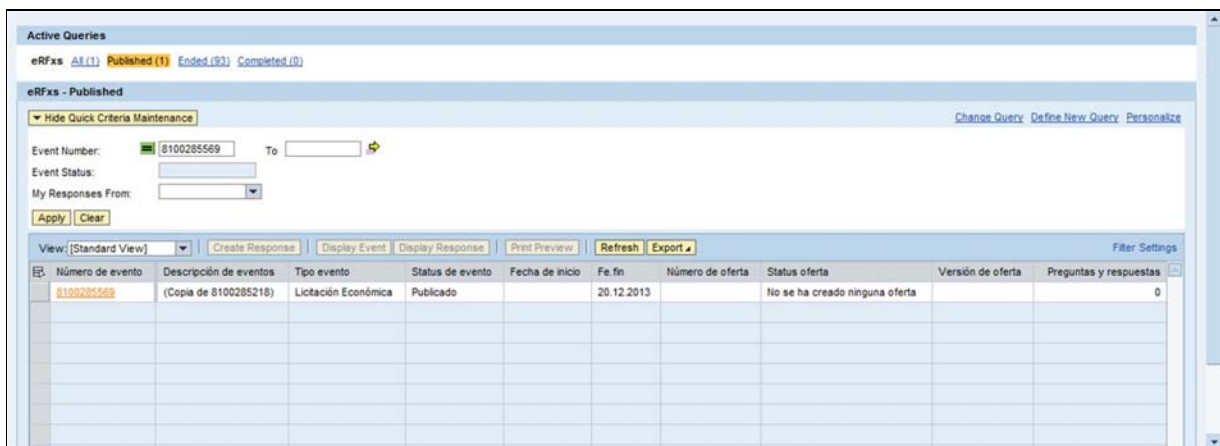 Active Queries
eRFxs All (1) Published (1) Ended (93) Completed (0)
eRFxs - Published
Hide Quick Criteria Maintenance Change Query Define New Query Personalize
Event Number: 8100285569 To
Event Status:
My Responses From:
Apply Clear
View: [Standard View] Create Response Display Event Display Response Print Preview Refresh Export Filter Settings
Número de evento Descripción de eventos Tipo evento Status de evento Fecha de inicio Fe.fin Número de oferta Status oferta Versión de oferta Preguntas y respuestas
8100285569 (Copia de 8100285218) Licitación Económica Publicado 20.12.2013 No se ha creado ninguna oferta 0